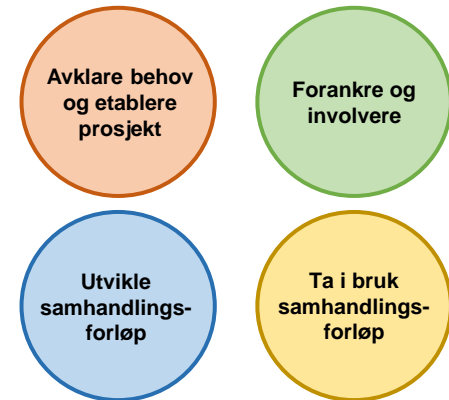 Avklare behov
og etablere
prosjekt
Forankre og
involvere
Utvikle
samhandlings-
forløp
Ta i bruk
samhandlings-
forløp